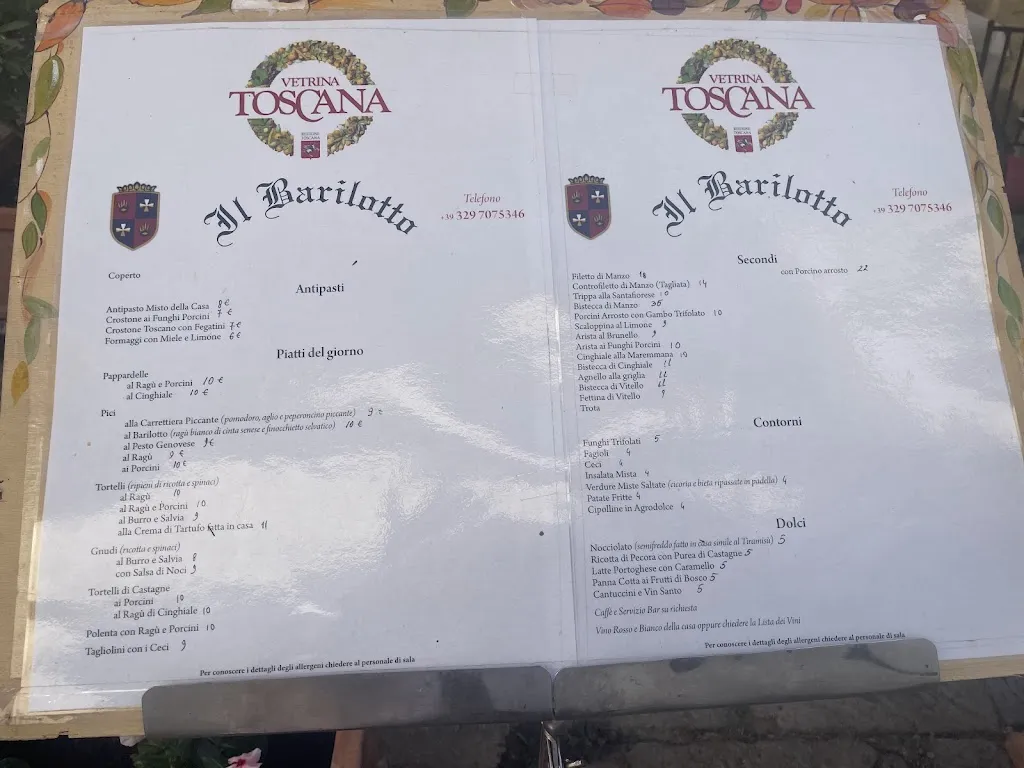 VETRINA
TOSCANA
REGIONE
TOSCANA
Il Barilotto
Telefono
+39 329 7075346
Coperto
Antipasti
Antipasto Misto della Casa 8 €
Crostone ai Funghi Porcini 7 €
Crostone Toscano con Fegatini 7 €
Formaggi con Miele e Limone 6 €
Piatti del giorno
Pappardelle
al Ragù e Porcini 10 €
al Cinghiale 10 €
Pici
alla Carrettiera Piccante (pomodoro, aglio e peperoncino piccante) 9 €
al Barilotto (ragù bianco di cinta senese e finocchietto selvatico) 10 €
al Pesto Genovese 9 €
al Ragù 9 €
ai Porcini 10 €
Tortelli (ripieni di ricotta e spinaci)
al Ragù 10
al Ragù e Porcini 10
al Burro e Salvia 9
alla Crema di Tartufo fatta in casa 11
Gnudi (ricotta e spinaci)
al Burro e Salvia 8
con Salsa di Noci 9
Tortelli di Castagne
ai Porcini 10
al Ragù di Cinghiale 10
Polenta con Ragù e Porcini 10
Tagliolini con i Ceci 9
Per conoscere i dettagli degli allergeni chiedere al personale di sala
VETRINA
TOSCANA
REGIONE
TOSCANA
Il Barilotto
Telefono
+39 329 7075346
Secondi
Filetto di Manzo 18 con Porcino arrosto 22
Controfiletto di Manzo (Tagliata) 14
Trippa alla Santafiorese 10
Bistecca di Manzo 36
Porcini Arrosto con Gambo Trifolato 10
Scaloppina al Limone 9
Arista al Brunello 9
Arista ai Funghi Porcini 10
Cinghiale alla Maremmana 10
Bistecca di Cinghiale 11
Agnello alla griglia
Bistecca di Vitello
Fettina di Vitello 9
Trota
Contorni
Funghi Trifolati 5
Fagioli 4
Ceci 4
Insalata Mista 4
Verdure Miste Saltate (cicoria e bieta ripassate in padella) 4
Patate Fritte 4
Cipolline in Agrodolce 4
Dolci
Nocciolato (semifreddo fatto in casa simile al Tiramisù) 5
Ricotta di Pecora con Purea di Castagne 5
Latte Portoghese con Caramello 5
Panna Cotta ai Frutti di Bosco 5
Cantuccini e Vin Santo 5
Caffè e Servizio Bar su richiesta
Vino Rosso e Bianco della casa oppure chiedere la Lista dei Vini
Per conoscere i dettagli degli allergeni chiedere al personale di sala